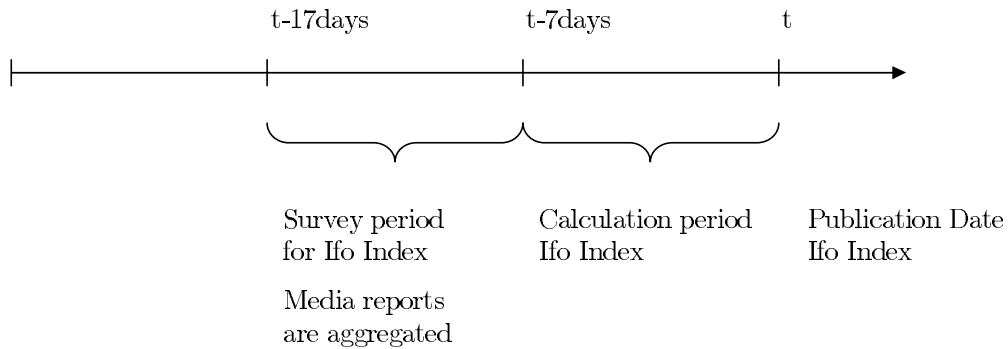 t-17days
t-7days
t
Survey period
for Ifo Index
Media reports
are aggregated
Calculation period
Ifo Index
Publication Date
Ifo Index